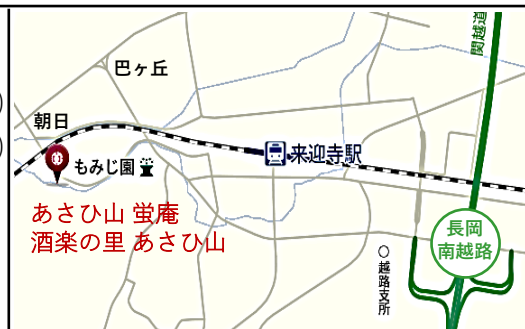 関越道
巴ヶ丘
朝日
もみじ園
来迎寺駅
あさひ山 蛍庵
酒楽の里 あさひ山
長岡
南越路
越路支所